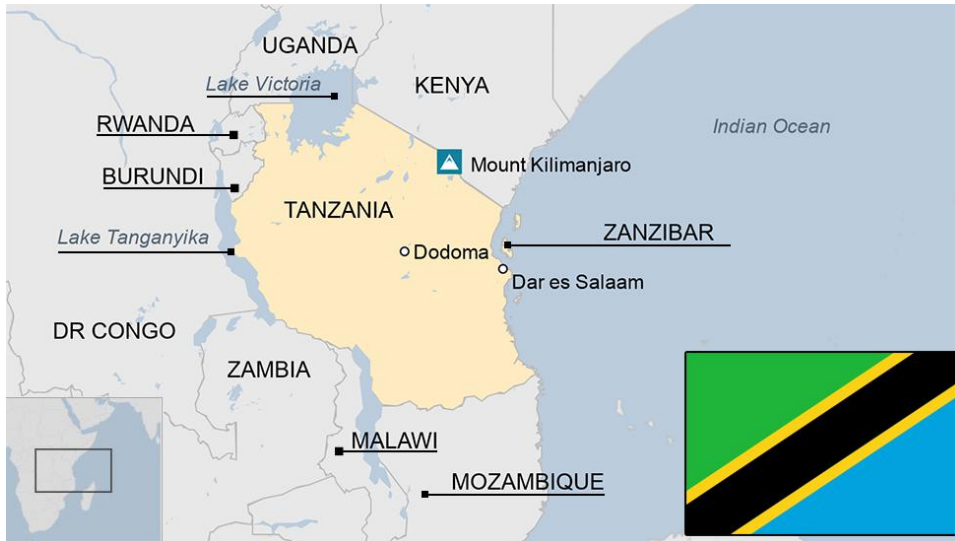 UGANDA
Lake Victoria
KENYA
RWANDA
Indian Ocean
Mount Kilimanjaro
BURUNDI
TANZANIA
Lake Tanganyika
ZANZIBAR
Dodoma
Dar es Salaam
DR CONGO
ZAMBIA
MALAWI
MOZAMBIQUE